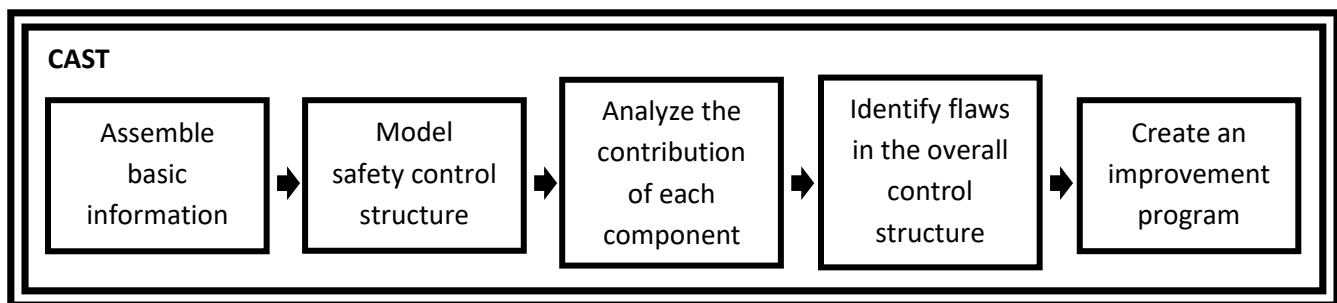 CAST
Assemble
basic
information
Model
safety control
structure
Analyze the
contribution
of each
component
Identify flaws
in the overall
control
structure
Create an
improvement
program